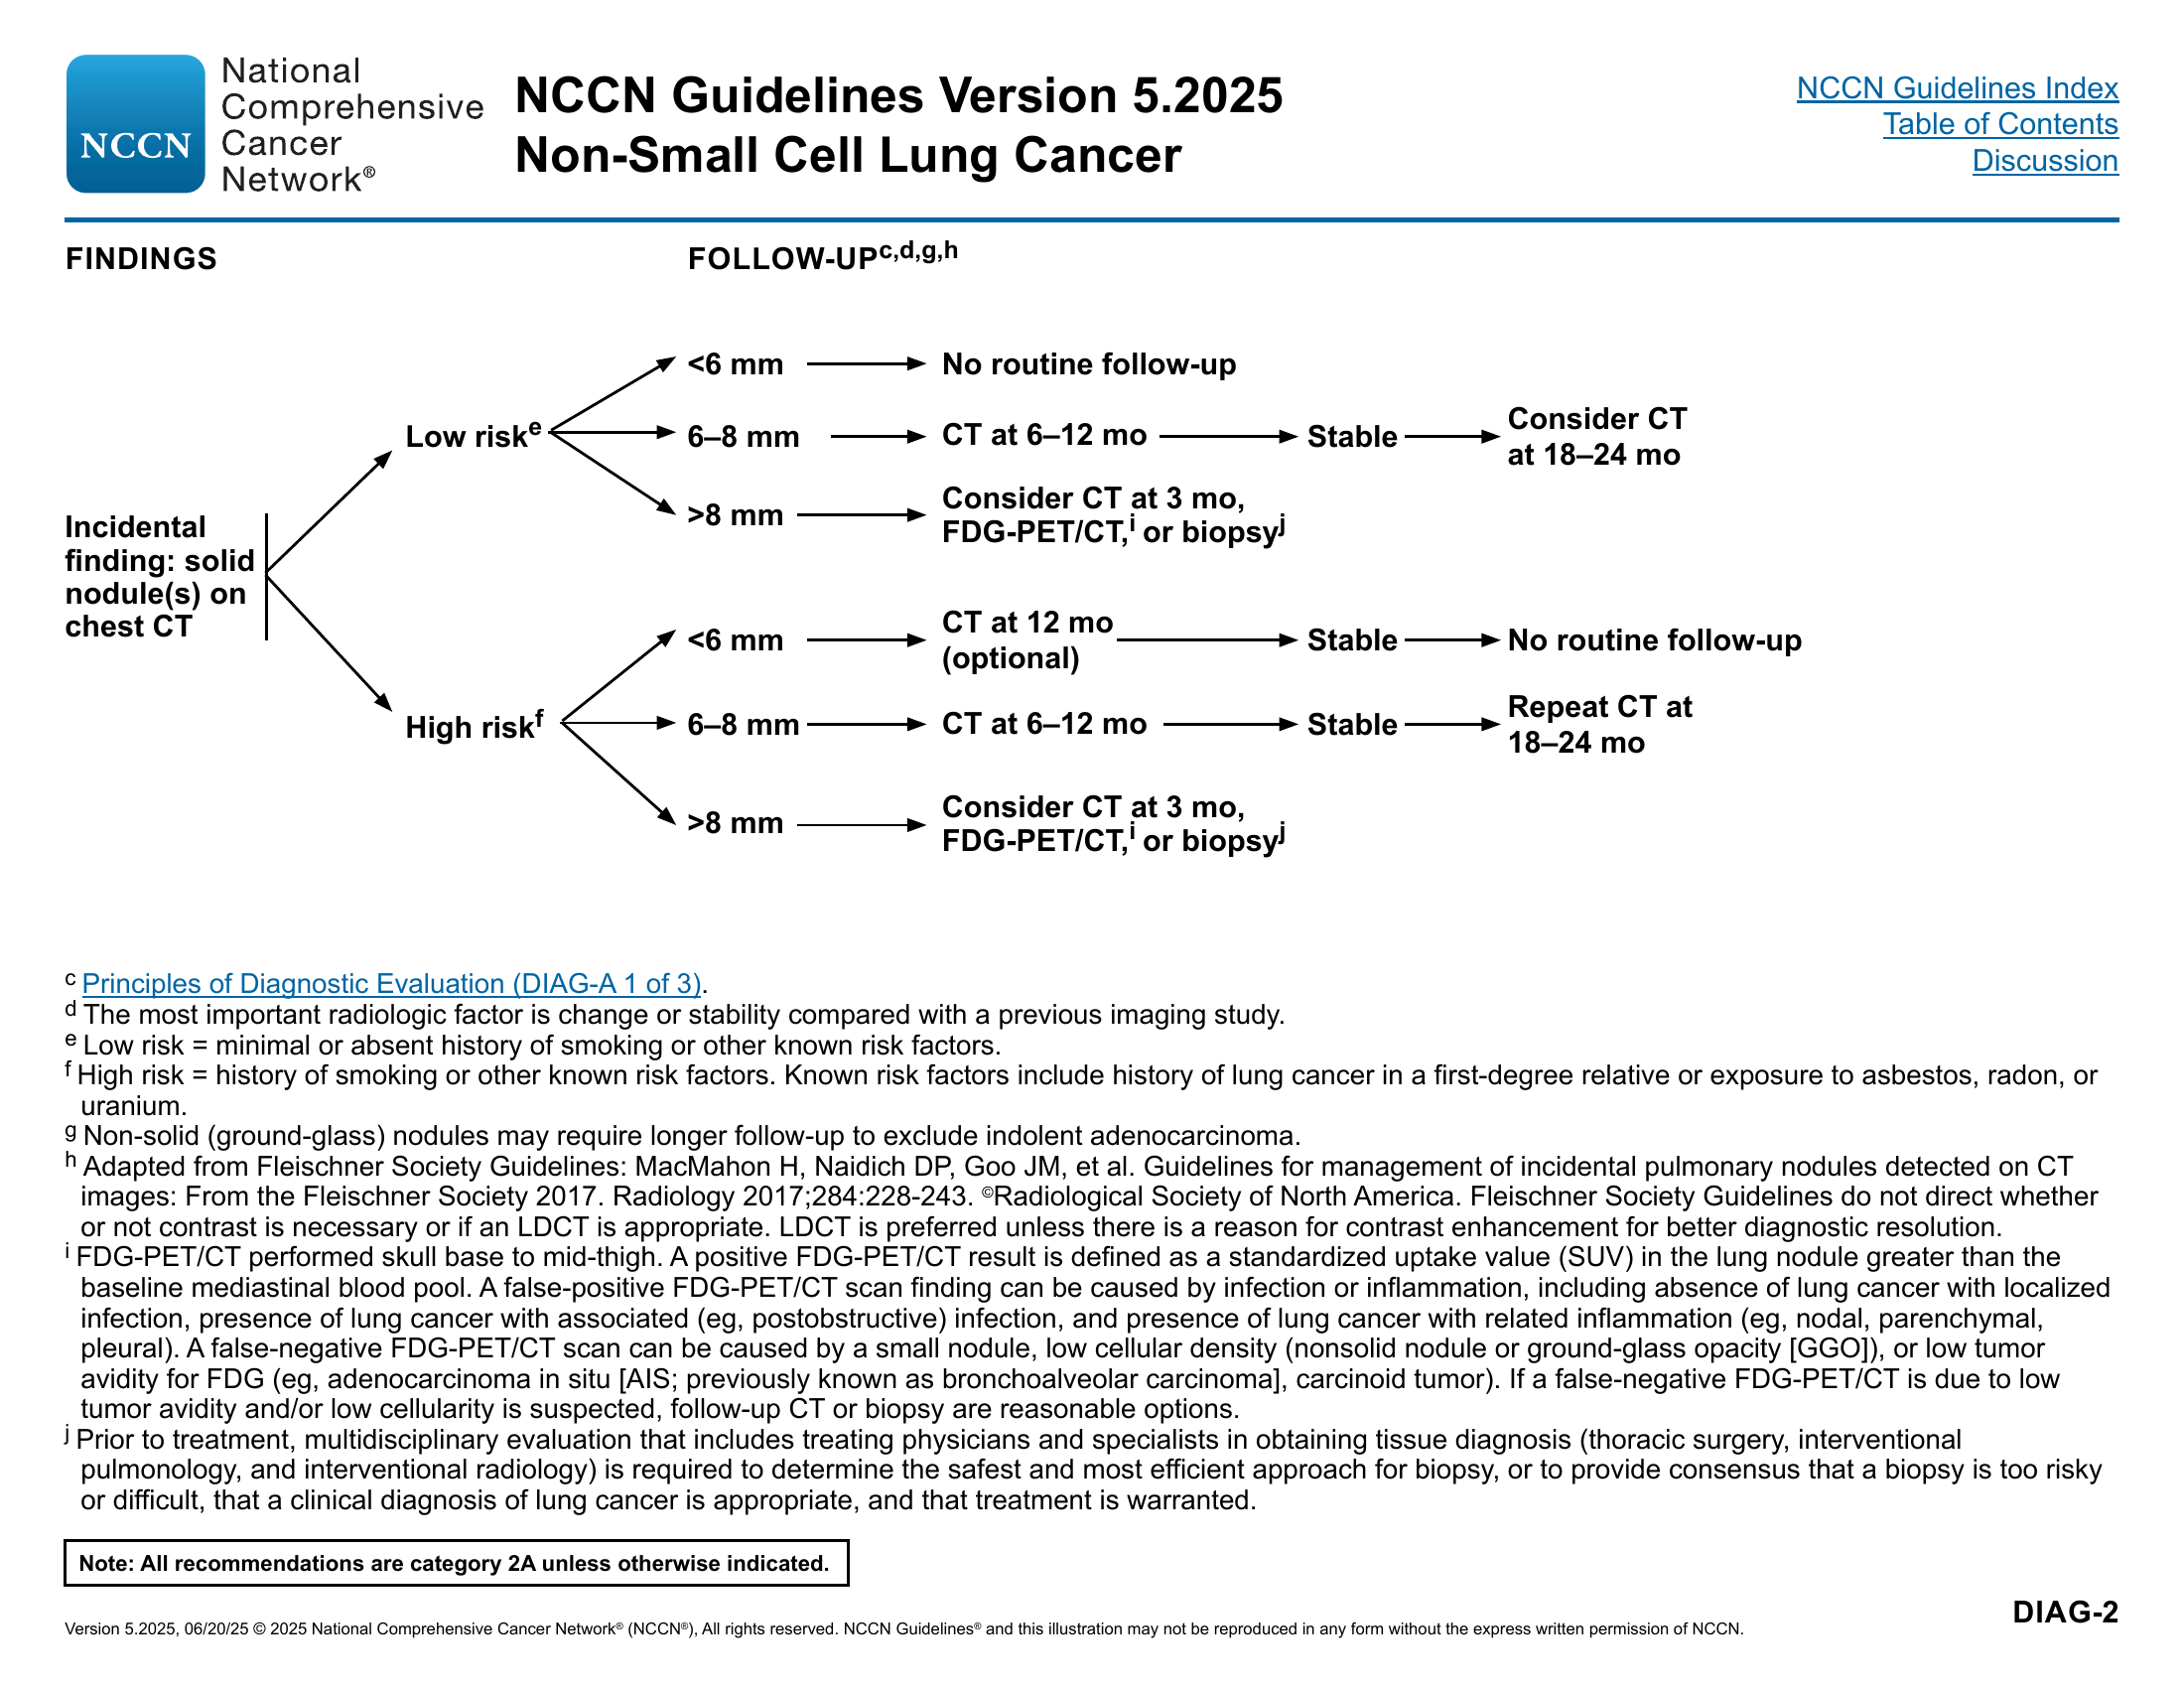 National
Comprehensive
Cancer
Network®
NCCN
NCCN Guidelines Version 5.2025
Non-Small Cell Lung Cancer
NCCN Guidelines Index
Table of Contents
Discussion
FINDINGS
FOLLOW-UPc,d,g,h
Incidental
finding: solid
nodule(s) on
chest CT
Low riske
<6 mm
No routine follow-up
6–8 mm
CT at 6–12 mo
Stable
Consider CT
at 18–24 mo
>8 mm
Consider CT at 3 mo,
FDG-PET/CT,i or biopsyj
High riskf
<6 mm
CT at 12 mo
(optional)
Stable
No routine follow-up
6–8 mm
CT at 6–12 mo
Stable
Repeat CT at
18–24 mo
>8 mm
Consider CT at 3 mo,
FDG-PET/CT,i or biopsyj
c Principles of Diagnostic Evaluation (DIAG-A 1 of 3).
d The most important radiologic factor is change or stability compared with a previous imaging study.
e Low risk = minimal or absent history of smoking or other known risk factors.
f High risk = history of smoking or other known risk factors. Known risk factors include history of lung cancer in a first-degree relative or exposure to asbestos, radon, or
uranium.
g Non-solid (ground-glass) nodules may require longer follow-up to exclude indolent adenocarcinoma.
h Adapted from Fleischner Society Guidelines: MacMahon H, Naidich DP, Goo JM, et al. Guidelines for management of incidental pulmonary nodules detected on CT
images: From the Fleischner Society 2017. Radiology 2017;284:228-243. ©Radiological Society of North America. Fleischner Society Guidelines do not direct whether
or not contrast is necessary or if an LDCT is appropriate. LDCT is preferred unless there is a reason for contrast enhancement for better diagnostic resolution.
i FDG-PET/CT performed skull base to mid-thigh. A positive FDG-PET/CT result is defined as a standardized uptake value (SUV) in the lung nodule greater than the
baseline mediastinal blood pool. A false-positive FDG-PET/CT scan finding can be caused by infection or inflammation, including absence of lung cancer with localized
infection, presence of lung cancer with associated (eg, postobstructive) infection, and presence of lung cancer with related inflammation (eg, nodal, parenchymal,
pleural). A false-negative FDG-PET/CT scan can be caused by a small nodule, low cellular density (nonsolid nodule or ground-glass opacity [GGO]), or low tumor
avidity for FDG (eg, adenocarcinoma in situ [AIS; previously known as bronchoalveolar carcinoma], carcinoid tumor). If a false-negative FDG-PET/CT is due to low
tumor avidity and/or low cellularity is suspected, follow-up CT or biopsy are reasonable options.
j Prior to treatment, multidisciplinary evaluation that includes treating physicians and specialists in obtaining tissue diagnosis (thoracic surgery, interventional
pulmonology, and interventional radiology) is required to determine the safest and most efficient approach for biopsy, or to provide consensus that a biopsy is too risky
or difficult, that a clinical diagnosis of lung cancer is appropriate, and that treatment is warranted.
Note: All recommendations are category 2A unless otherwise indicated.
DIAG-2
Version 5.2025, 06/20/25 © 2025 National Comprehensive Cancer Network® (NCCN®), All rights reserved. NCCN Guidelines® and this illustration may not be reproduced in any form without the express written permission of NCCN.